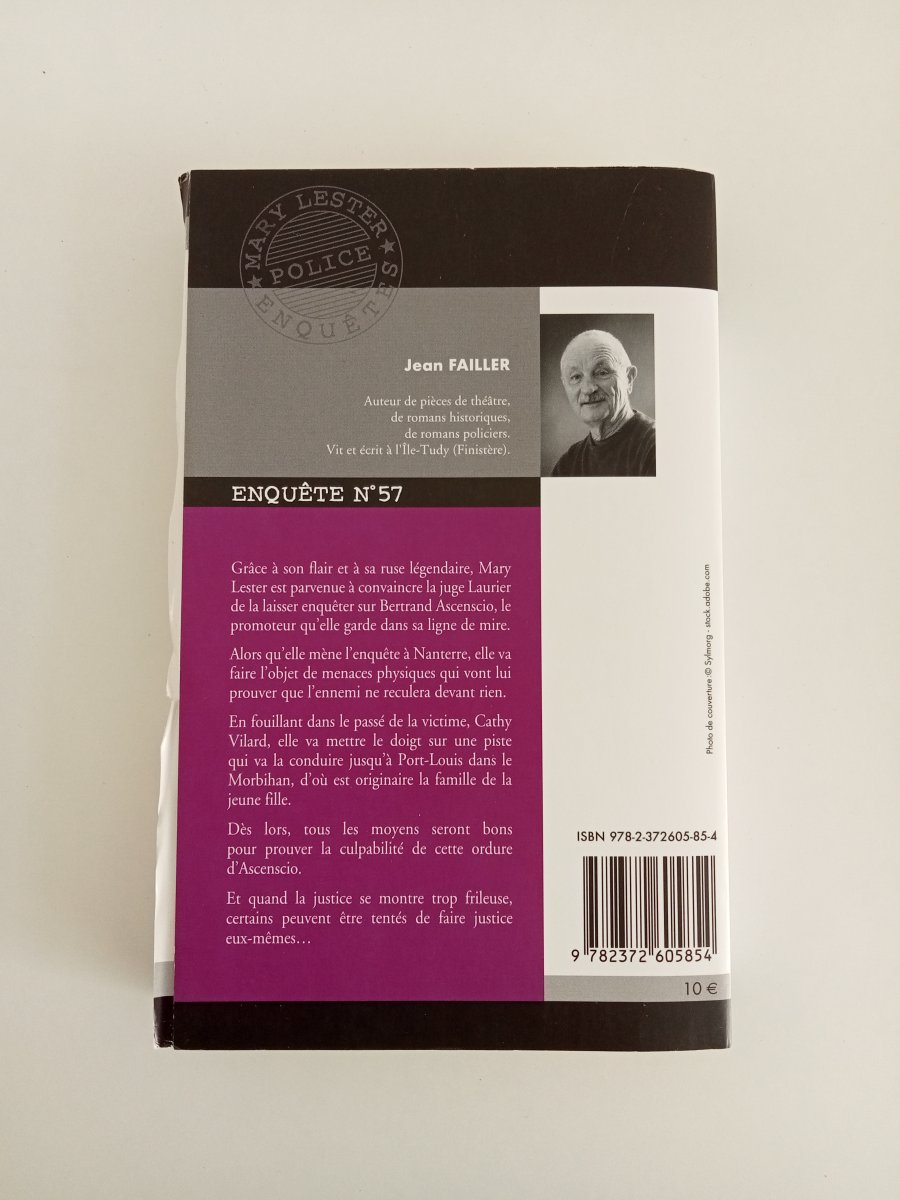 MARY LESTER
POLICE
ENQUÊTES
Jean FAILLER
Auteur de pièces de théâtre,
de romans historiques,
de romans policiers.
Vit et écrit à l'Île-Tudy (Finistère).
ENQUÊTE N°57
Grâce à son flair et à sa ruse légendaire, Mary
Lester est parvenue à convaincre la juge Laurier
de la laisser enquêter sur Bertrand Ascenscio, le
promoteur qu'elle garde dans sa ligne de mire.
Alors qu'elle mène l'enquête à Nanterre, elle va
faire l'objet de menaces physiques qui vont lui
prouver que l'ennemi ne reculera devant rien.
En fouillant dans le passé de la victime, Cathy
Vilard, elle va mettre le doigt sur une piste
qui va la conduire jusqu'à Port-Louis dans le
Morbihan, d'où est originaire la famille de la
jeune fille.
Dès lors, tous les moyens seront bons
pour prouver la culpabilité de cette ordure
d'Ascenscio.
Et quand la justice se montre trop frileuse,
certains peuvent être tentés de faire justice
eux-mêmes…
Photo de couverture :© Sylmorg - stock.adobe.com
ISBN 978-2-372605-85-4
9 782372 605854
10 €